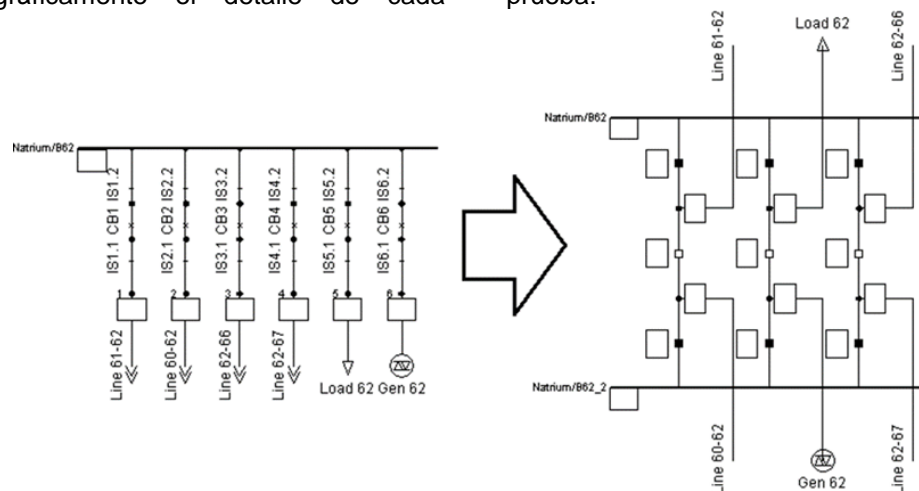 gráficamente el detalle de cada prueba.
Natrium/B62
IS1.1 CB1 IS1.2
IS2.1 CB2 IS2.2
IS3.1 CB3 IS3.2
IS4.1 CB4 IS4.2
IS5.1 CB5 IS5.2
IS6.1 CB6 IS6.2
1
2
3
4
5
6
Line 61-62
Line 60-62
Line 62-66
Line 62-67
Load 62
Gen 62
Line 61-62
Load 62
Line 62-66
Natrium/B62
Natrium/B62_2
Line 60-62
Gen 62
Line 62-67